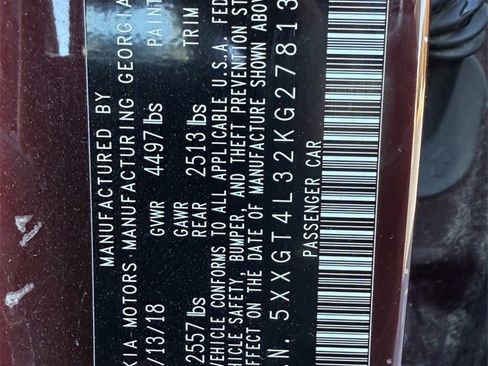 MANUFACTURED BY
KIA MOTORS MANUFACTURING GEORGIA
/13/18 GVWR 4497 lbs PAINT
GAWR
2557 lbs REAR 2513 lbs TRIM
VEHICLE CONFORMS TO ALL APPLICABLE U.S.A. FED
VEHICLE SAFETY, BUMPER, AND THEFT PREVENTION ST
EFFECT ON THE DATE OF MANUFACTURE SHOWN ABOV
N. 5XXGT4L32KG27813
PASSENGER CAR